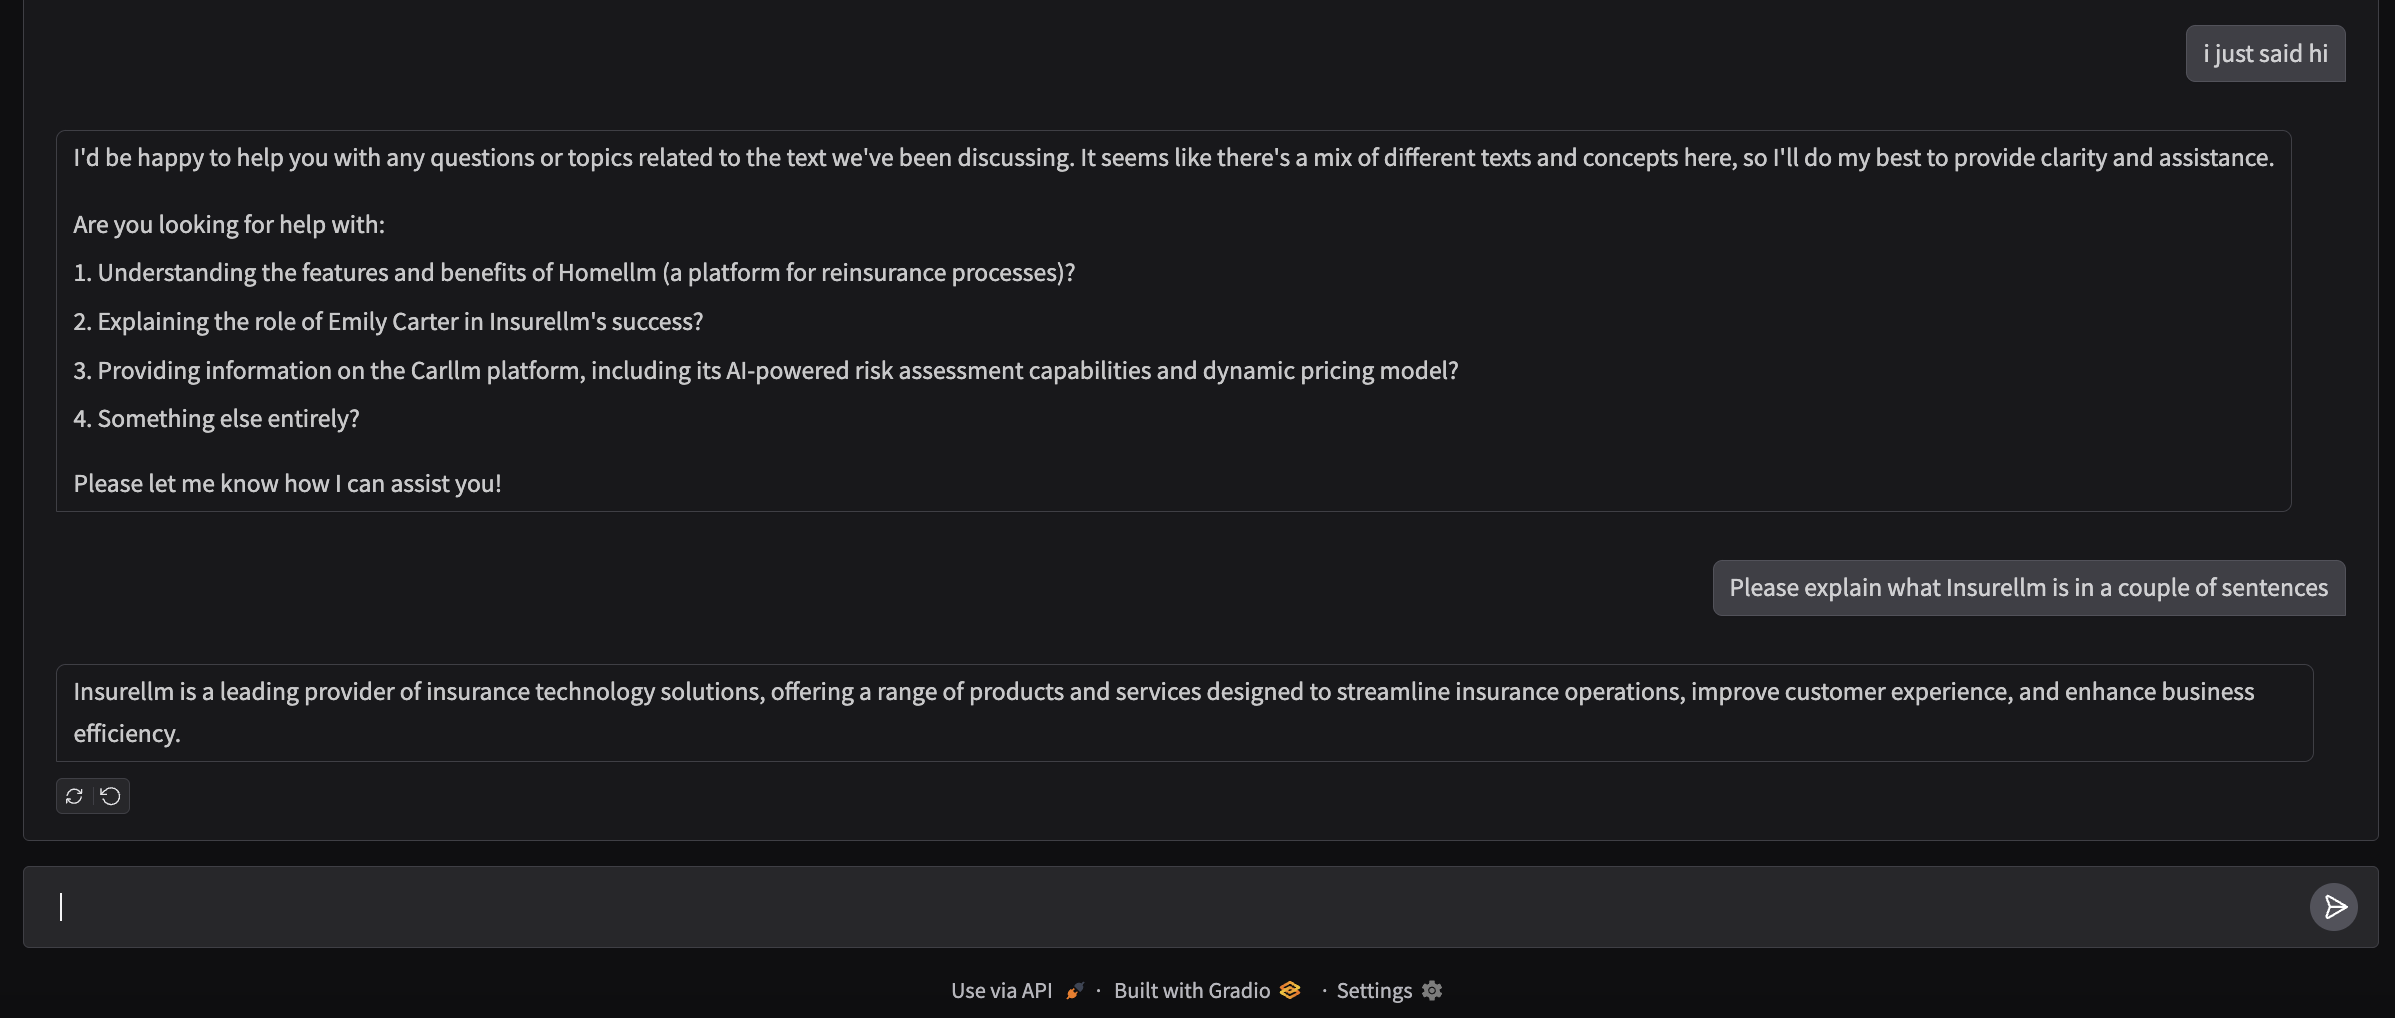 i just said hi
I'd be happy to help you with any questions or topics related to the text we've been discussing. It seems like there's a mix of different texts and concepts here, so I'll do my best to provide clarity and assistance.
Are you looking for help with:
1. Understanding the features and benefits of Homellm (a platform for reinsurance processes)?
2. Explaining the role of Emily Carter in Insurellm's success?
3. Providing information on the Carllm platform, including its AI-powered risk assessment capabilities and dynamic pricing model?
4. Something else entirely?
Please let me know how I can assist you!
Please explain what Insurellm is in a couple of sentences
Insurellm is a leading provider of insurance technology solutions, offering a range of products and services designed to streamline insurance operations, improve customer experience, and enhance business
efficiency.
Use via API · Built with Gradio · Settings